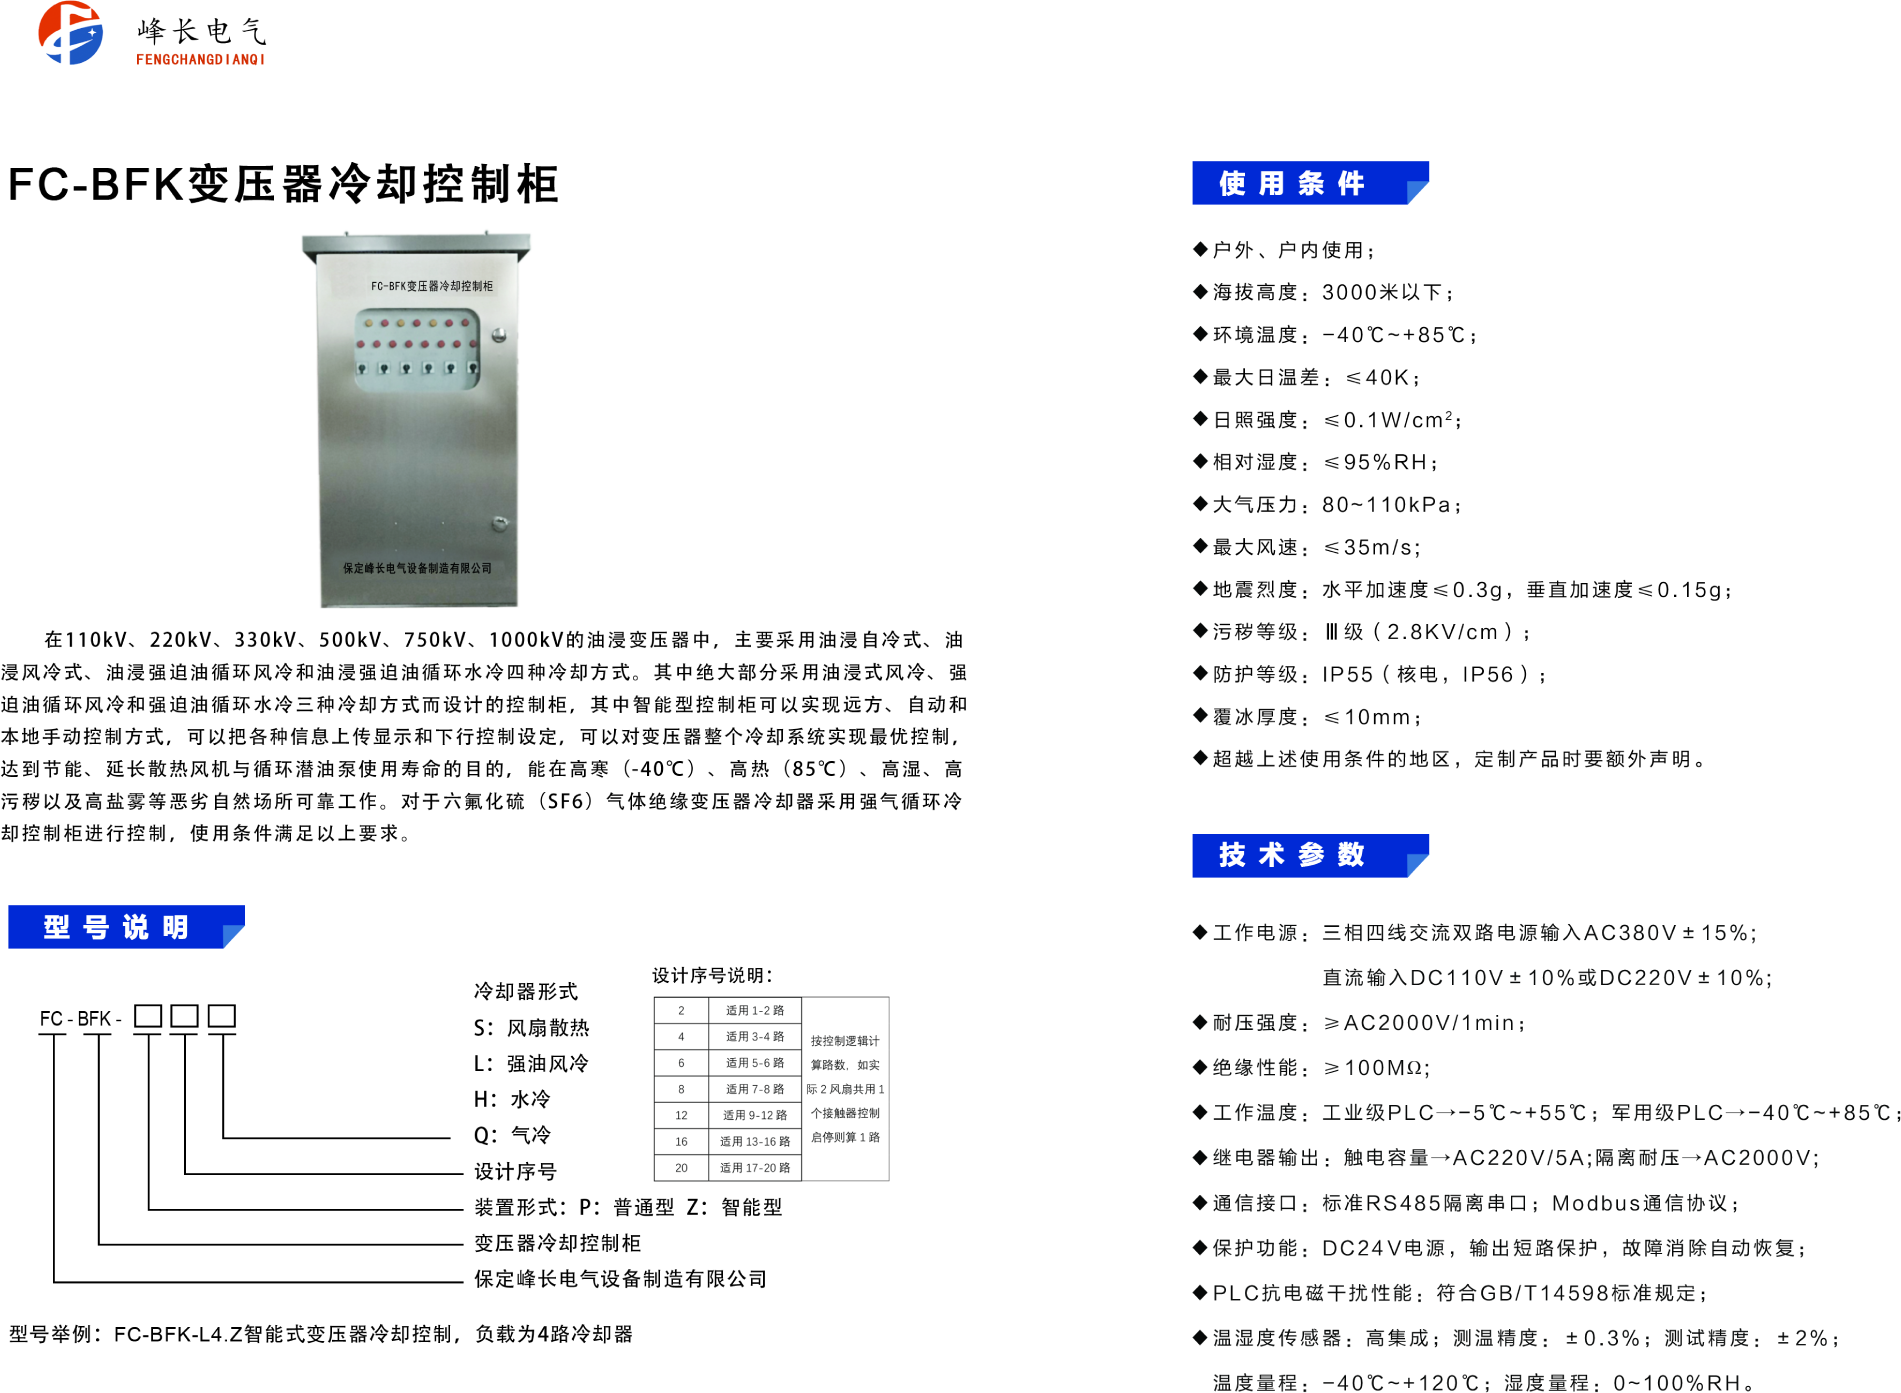 峰长电气
FENGCHANGDIANQI
FC-BFK变压器冷却控制柜
FC-BFK变压器冷却控制柜
保定峰长电气设备制造有限公司
在110kV、220kV、330kV、500kV、750kV、1000kV的油浸变压器中，主要采用油浸自冷式、油
浸风冷式、油浸强迫油循环风冷和油浸强迫油循环水冷四种冷却方式。其中绝大部分采用油浸式风冷、强
迫油循环风冷和强迫油循环水冷三种冷却方式而设计的控制柜，其中智能型控制柜可以实现远方、自动和
本地手动控制方式，可以把各种信息上传显示和下行控制设定，可以对变压器整个冷却系统实现最优控制，
达到节能、延长散热风机与循环潜油泵使用寿命的目的，能在高寒（-40℃）、高热（85℃）、高湿、高
污秽以及高盐雾等恶劣自然场所可靠工作。对于六氟化硫（SF6）气体绝缘变压器冷却器采用强气循环冷
却控制柜进行控制，使用条件满足以上要求。
型号说明
FC - BFK - □ □ □
冷却器形式
S：风扇散热
L：强油风冷
H：水冷
Q：气冷
设计序号
装置形式：P：普通型 Z：智能型
变压器冷却控制柜
保定峰长电气设备制造有限公司
设计序号说明：
2 适用 1-2 路
4 适用 3-4 路
6 适用 5-6 路
8 适用 7-8 路
12 适用 9-12 路
16 适用 13-16 路
20 适用 17-20 路
按控制逻辑计
算路数，如实
际 2 风扇共用 1
个接触器控制
启停则算 1 路
型号举例：FC-BFK-L4.Z智能式变压器冷却控制，负载为4路冷却器
使用条件
◆户外、户内使用；
◆海拔高度：3000米以下；
◆环境温度：-40℃~+85℃；
◆最大日温差：≤40K；
◆日照强度：≤0.1W/cm²；
◆相对湿度：≤95%RH；
◆大气压力：80~110kPa；
◆最大风速：≤35m/s；
◆地震烈度：水平加速度≤0.3g，垂直加速度≤0.15g；
◆污秽等级：Ⅲ级（2.8KV/cm）；
◆防护等级：IP55（核电，IP56）；
◆覆冰厚度：≤10mm；
◆超越上述使用条件的地区，定制产品时要额外声明。
技术参数
◆工作电源：三相四线交流双路电源输入AC380V±15%；
直流输入DC110V±10%或DC220V±10%；
◆耐压强度：≥AC2000V/1min；
◆绝缘性能：≥100MΩ；
◆工作温度：工业级PLC→-5℃~+55℃；军用级PLC→-40℃~+85℃；
◆继电器输出：触电容量→AC220V/5A;隔离耐压→AC2000V；
◆通信接口：标准RS485隔离串口；Modbus通信协议；
◆保护功能：DC24V电源，输出短路保护，故障消除自动恢复；
◆PLC抗电磁干扰性能：符合GB/T14598标准规定；
◆温湿度传感器：高集成；测温精度：±0.3%；测试精度：±2%；
温度量程：-40℃~+120℃；湿度量程：0~100%RH。